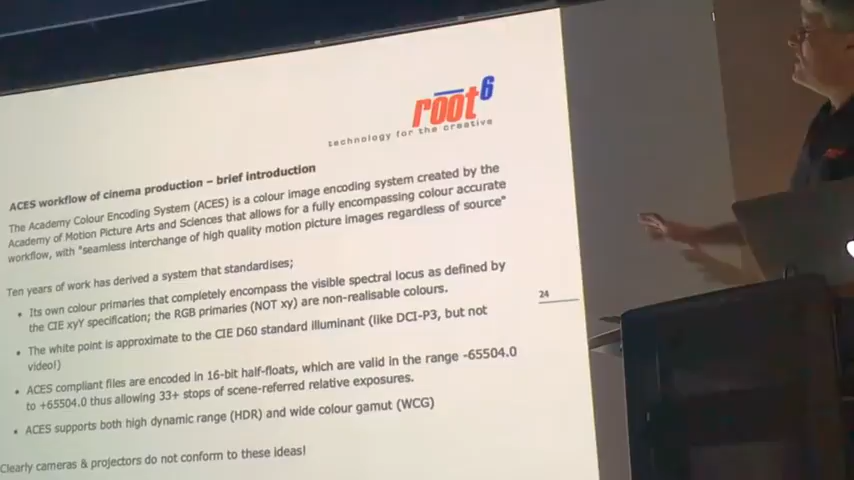 root6
technology for the creative
ACES workflow of cinema production – brief introduction
The Academy Colour Encoding System (ACES) is a colour image encoding system created by the
Academy of Motion Picture Arts and Sciences that allows for a fully encompassing colour accurate
workflow, with "seamless interchange of high quality motion picture images regardless of source"
Ten years of work has derived a system that standardises;
• Its own colour primaries that completely encompass the visible spectral locus as defined by
the CIE xyY specification; the RGB primaries (NOT xy) are non-realisable colours.
24
• The white point is approximate to the CIE D60 standard illuminant (like DCI-P3, but not
video!)
• ACES compliant files are encoded in 16-bit half-floats, which are valid in the range -65504.0
to +65504.0 thus allowing 33+ stops of scene-referred relative exposures.
• ACES supports both high dynamic range (HDR) and wide colour gamut (WCG)
Clearly cameras & projectors do not conform to these ideas!